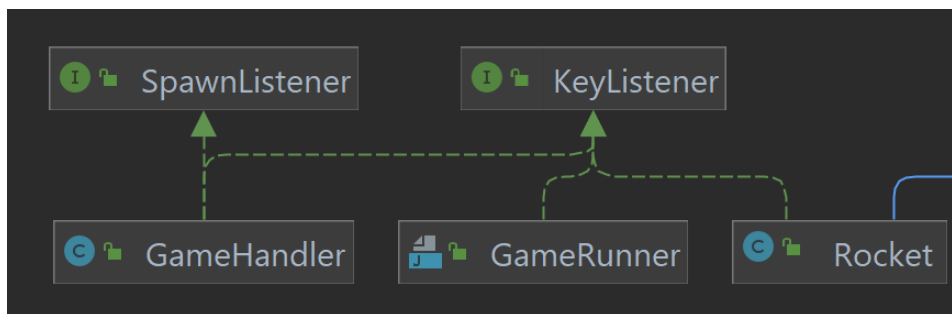 I SpawnListener
I KeyListener
C GameHandler
J GameRunner
C Rocket